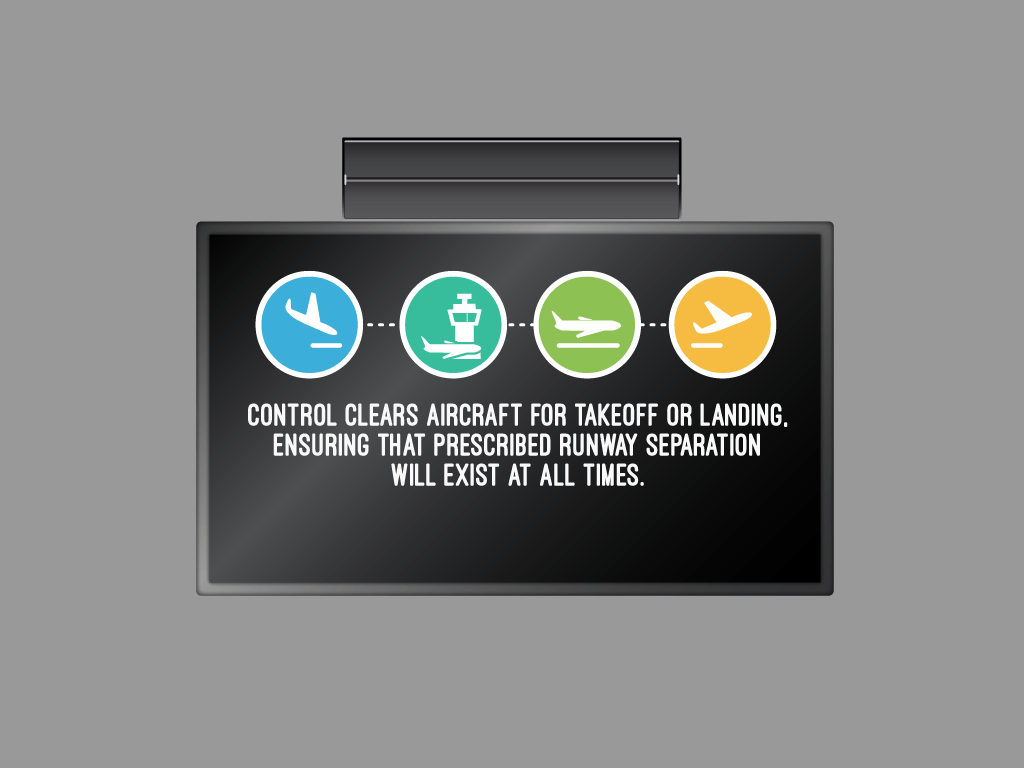 CONTROL CLEARS AIRCRAFT FOR TAKEOFF OR LANDING,
ENSURING THAT PRESCRIBED RUNWAY SEPARATION
WILL EXIST AT ALL TIMES.